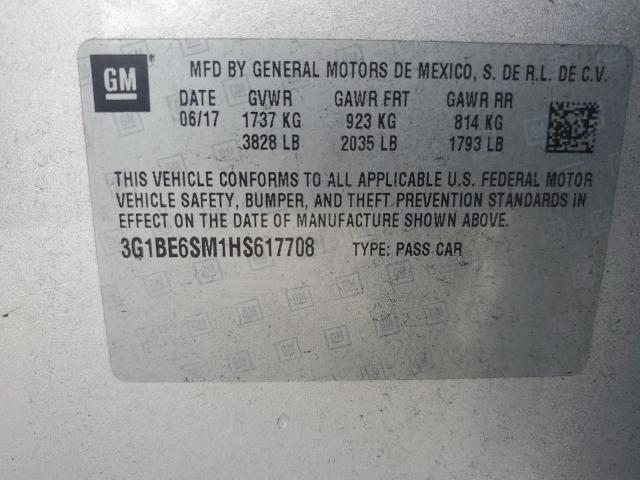 GM
MFD BY GENERAL MOTORS DE MEXICO, S. DE R.L. DE C.V.
DATE GVWR GAWR FRT GAWR RR
06/17 1737 KG 923 KG 814 KG
3828 LB 2035 LB 1793 LB
THIS VEHICLE CONFORMS TO ALL APPLICABLE U.S. FEDERAL MOTOR
VEHICLE SAFETY, BUMPER, AND THEFT PREVENTION STANDARDS IN
EFFECT ON THE DATE OF MANUFACTURE SHOWN ABOVE.
3G1BE6SM1HS617708 TYPE: PASS CAR